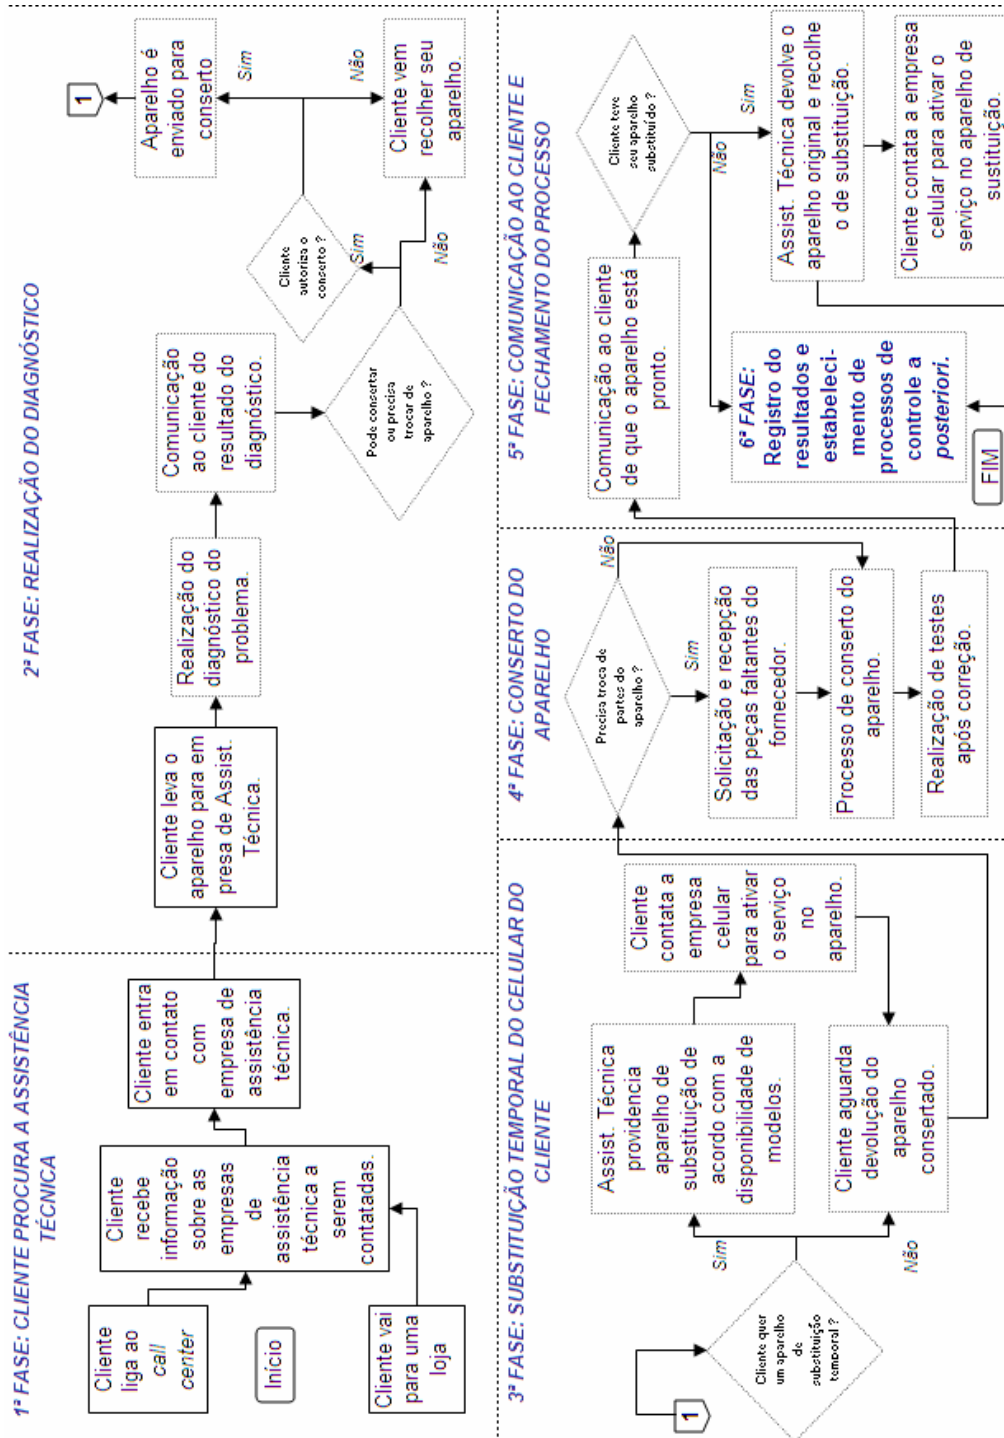 1ª FASE: CLIENTE PROCURA A ASSISTÊNCIA
TÉCNICA
Cliente
liga ao
call
center
Início
Cliente vai
para uma
loja
Cliente
recebe
informação
sobre as
empresas
de
assistência
técnica a
serem
contatadas.
Cliente entra
em contato
com
empresa de
assistência
técnica.
2ª FASE: REALIZAÇÃO DO DIAGNÓSTICO
Cliente leva o
aparelho para em
presa de Assist.
Técnica.
Realização do
diagnóstico do
problema.
Comunicação
ao cliente do
resultado do
diagnóstico.
Pode consertar
ou precisa
trocar de
aparelho ?
Sim
Não
Cliente
autoriza o
conserto ?
Sim
Não
Aparelho é
enviado para
conserto
1
Cliente vem
recolher seu
aparelho.
3ª FASE: SUBSTITUIÇÃO TEMPORAL DO CELULAR DO
CLIENTE
1
Cliente quer
um aparelho
de
substituição
temporal ?
Sim
Não
Assist. Técnica
providencia
aparelho de
substituição de
acordo com a
disponibilidade de
modelos.
Cliente
contata a
empresa
celular
para ativar
o serviço
no
aparelho.
Cliente aguarda
devolução do
aparelho
consertado.
4ª FASE: CONSERTO DO
APARELHO
Precisa troca de
partes do
aparelho ?
Sim
Não
Solicitação e recepção
das peças faltantes do
fornecedor.
Processo de conserto do
aparelho.
Realização de testes
após correção.
5ª FASE: COMUNICAÇÃO AO CLIENTE E
FECHAMENTO DO PROCESSO
Comunicação ao cliente
de que o aparelho está
pronto.
Cliente teve
seu aparelho
substituído ?
Não
Sim
Assist. Técnica devolve o
aparelho original e recolhe
o de substituição.
Cliente contata a empresa
celular para ativar o
serviço no aparelho de
sustituição.
6ª FASE:
Registro do
resultados e
estabeleci-
mento de
processos de
controle a
posteriori.
FIM